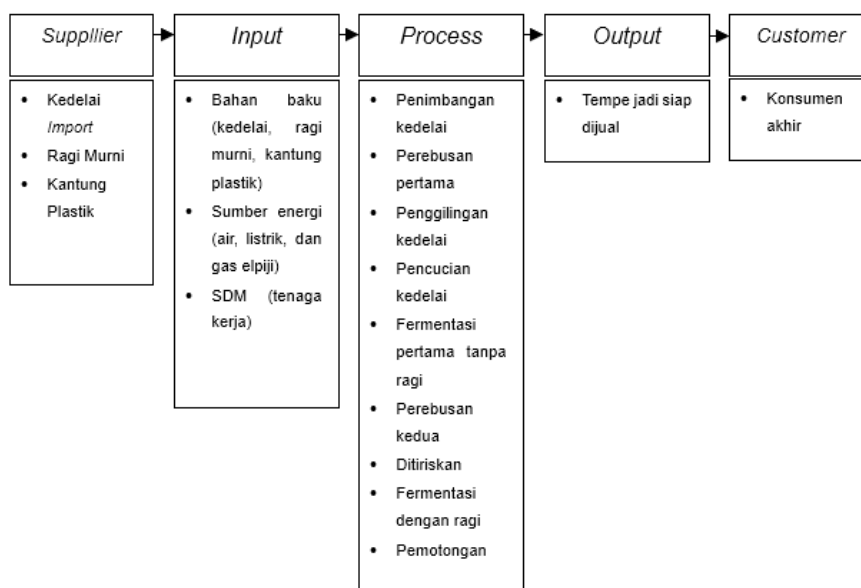 Suppllier
Input
Process
Output
Customer
• Kedelai
Import
• Ragi Murni
• Kantung
Plastik
• Bahan baku
(kedelai, ragi
murni, kantung
plastik)
• Sumber energi
(air, listrik, dan
gas elpiji)
• SDM (tenaga
kerja)
• Penimbangan
kedelai
• Perebusan
pertama
• Penggilingan
kedelai
• Pencucian
kedelai
• Fermentasi
pertama tanpa
ragi
• Perebusan
kedua
• Ditiriskan
• Fermentasi
dengan ragi
• Pemotongan
• Tempe jadi siap
dijual
• Konsumen
akhir